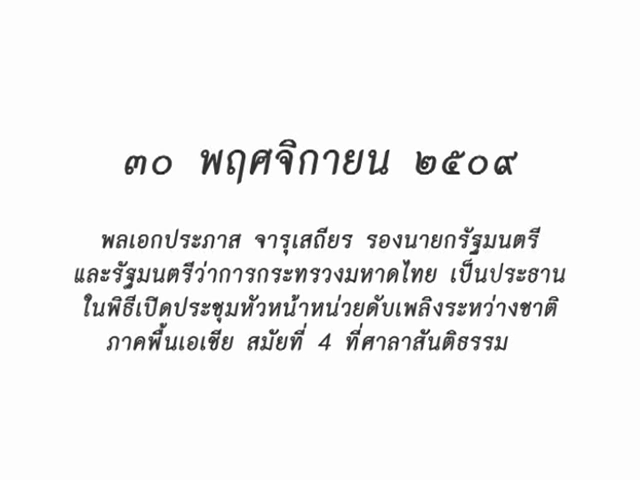 ๓๐ พฤศจิกายน ๒๕๐๙
พลเอกประภาส จารุเสถียร รองนายกรัฐมนตรี
และรัฐมนตรีว่าการกระทรวงมหาดไทย เป็นประธาน
ในพิธีเปิดประชุมหัวหน้าหน่วยดับเพลิงระหว่างชาติ
ภาคพื้นเอเชีย สมัยที่ 4 ที่ศาลาสันติธรรม